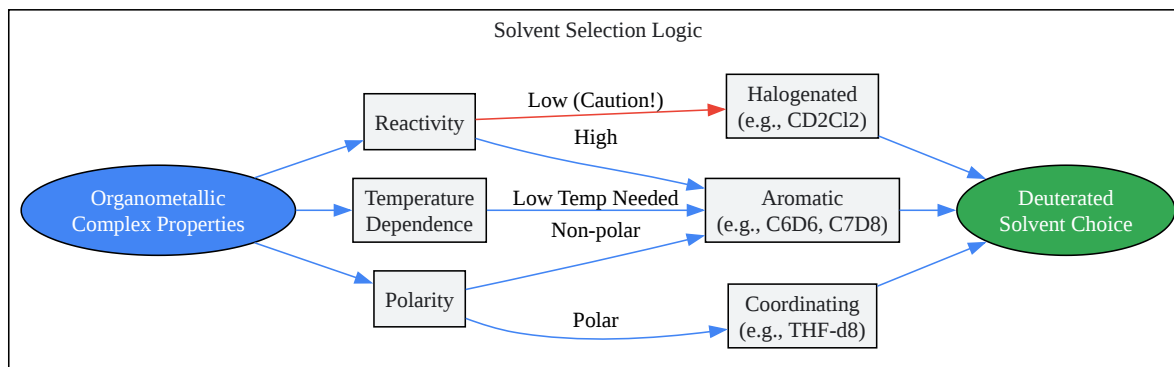 Solvent Selection Logic
Organometallic
Complex Properties
Reactivity
Temperature
Dependence
Polarity
Low (Caution!)
High
Low Temp Needed
Non-polar
Polar
Halogenated
(e.g., CD2Cl2)
Aromatic
(e.g., C6D6, C7D8)
Coordinating
(e.g., THF-d8)
Deuterated
Solvent Choice